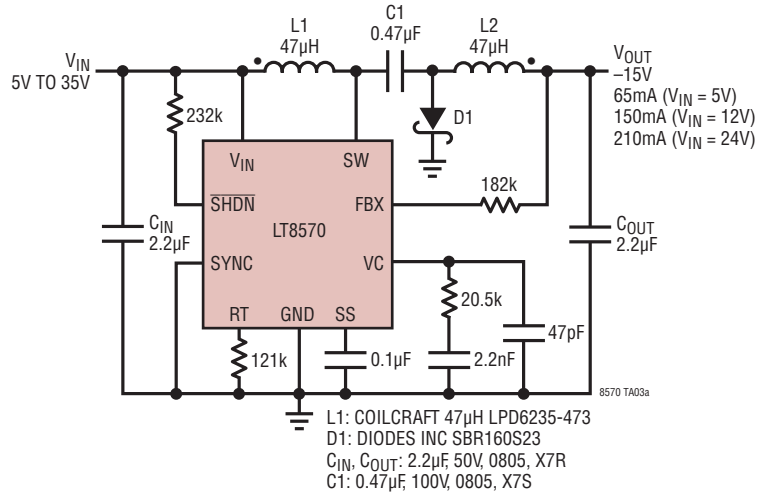 C1
0.47µF
L1
47µH
L2
47µH
VIN
5V TO 35V
VOUT
–15V
65mA (VIN = 5V)
150mA (VIN = 12V)
210mA (VIN = 24V)
232k
D1
VIN
SW
182k
SHDN
FBX
CIN
2.2µF
LT8570
COUT
2.2µF
SYNC
VC
20.5k
RT
GND
SS
47pF
121k
0.1µF
2.2nF
8570 TA03a
L1: COILCRAFT 47µH LPD6235-473
D1: DIODES INC SBR160S23
CIN, COUT: 2.2µF, 50V, 0805, X7R
C1: 0.47µF, 100V, 0805, X7S